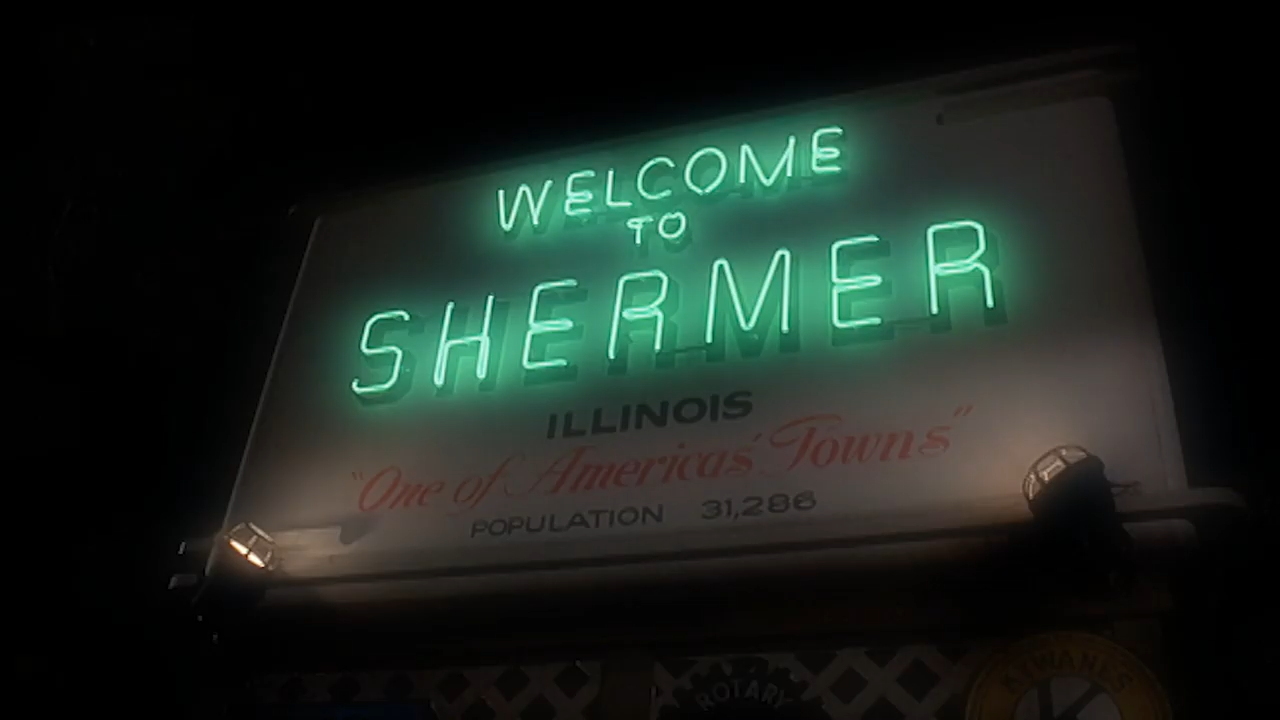 WELCOME
TO
SHERMER
ILLINOIS
"One of Americas' Towns"
POPULATION 31,286
ROTARY
KIWANIS